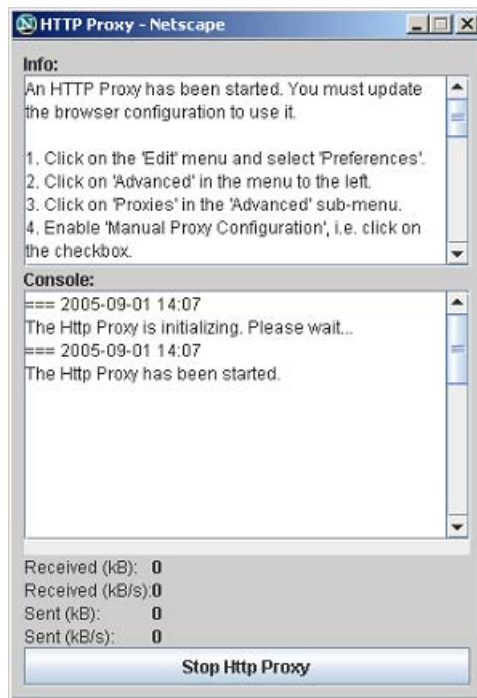 HTTP Proxy - Netscape
Info:
An HTTP Proxy has been started. You must update
the browser configuration to use it.
1. Click on the 'Edit' menu and select 'Preferences'.
2. Click on 'Advanced' in the menu to the left.
3. Click on 'Proxies' in the 'Advanced' sub-menu.
4. Enable 'Manual Proxy Configuration', i.e. click on
the checkbox.
Console:
=== 2005-09-01 14:07
The Http Proxy is initializing. Please wait...
=== 2005-09-01 14:07
The Http Proxy has been started.
Received (kB): 0
Received (kB/s):0
Sent (kB): 0
Sent (kB/s): 0
Stop Http Proxy